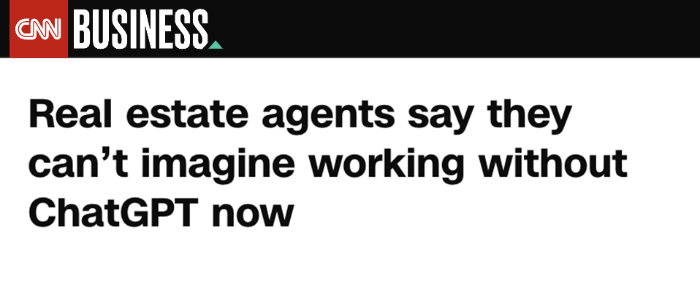 CNN BUSINESS
Real estate agents say they
can't imagine working without
ChatGPT now